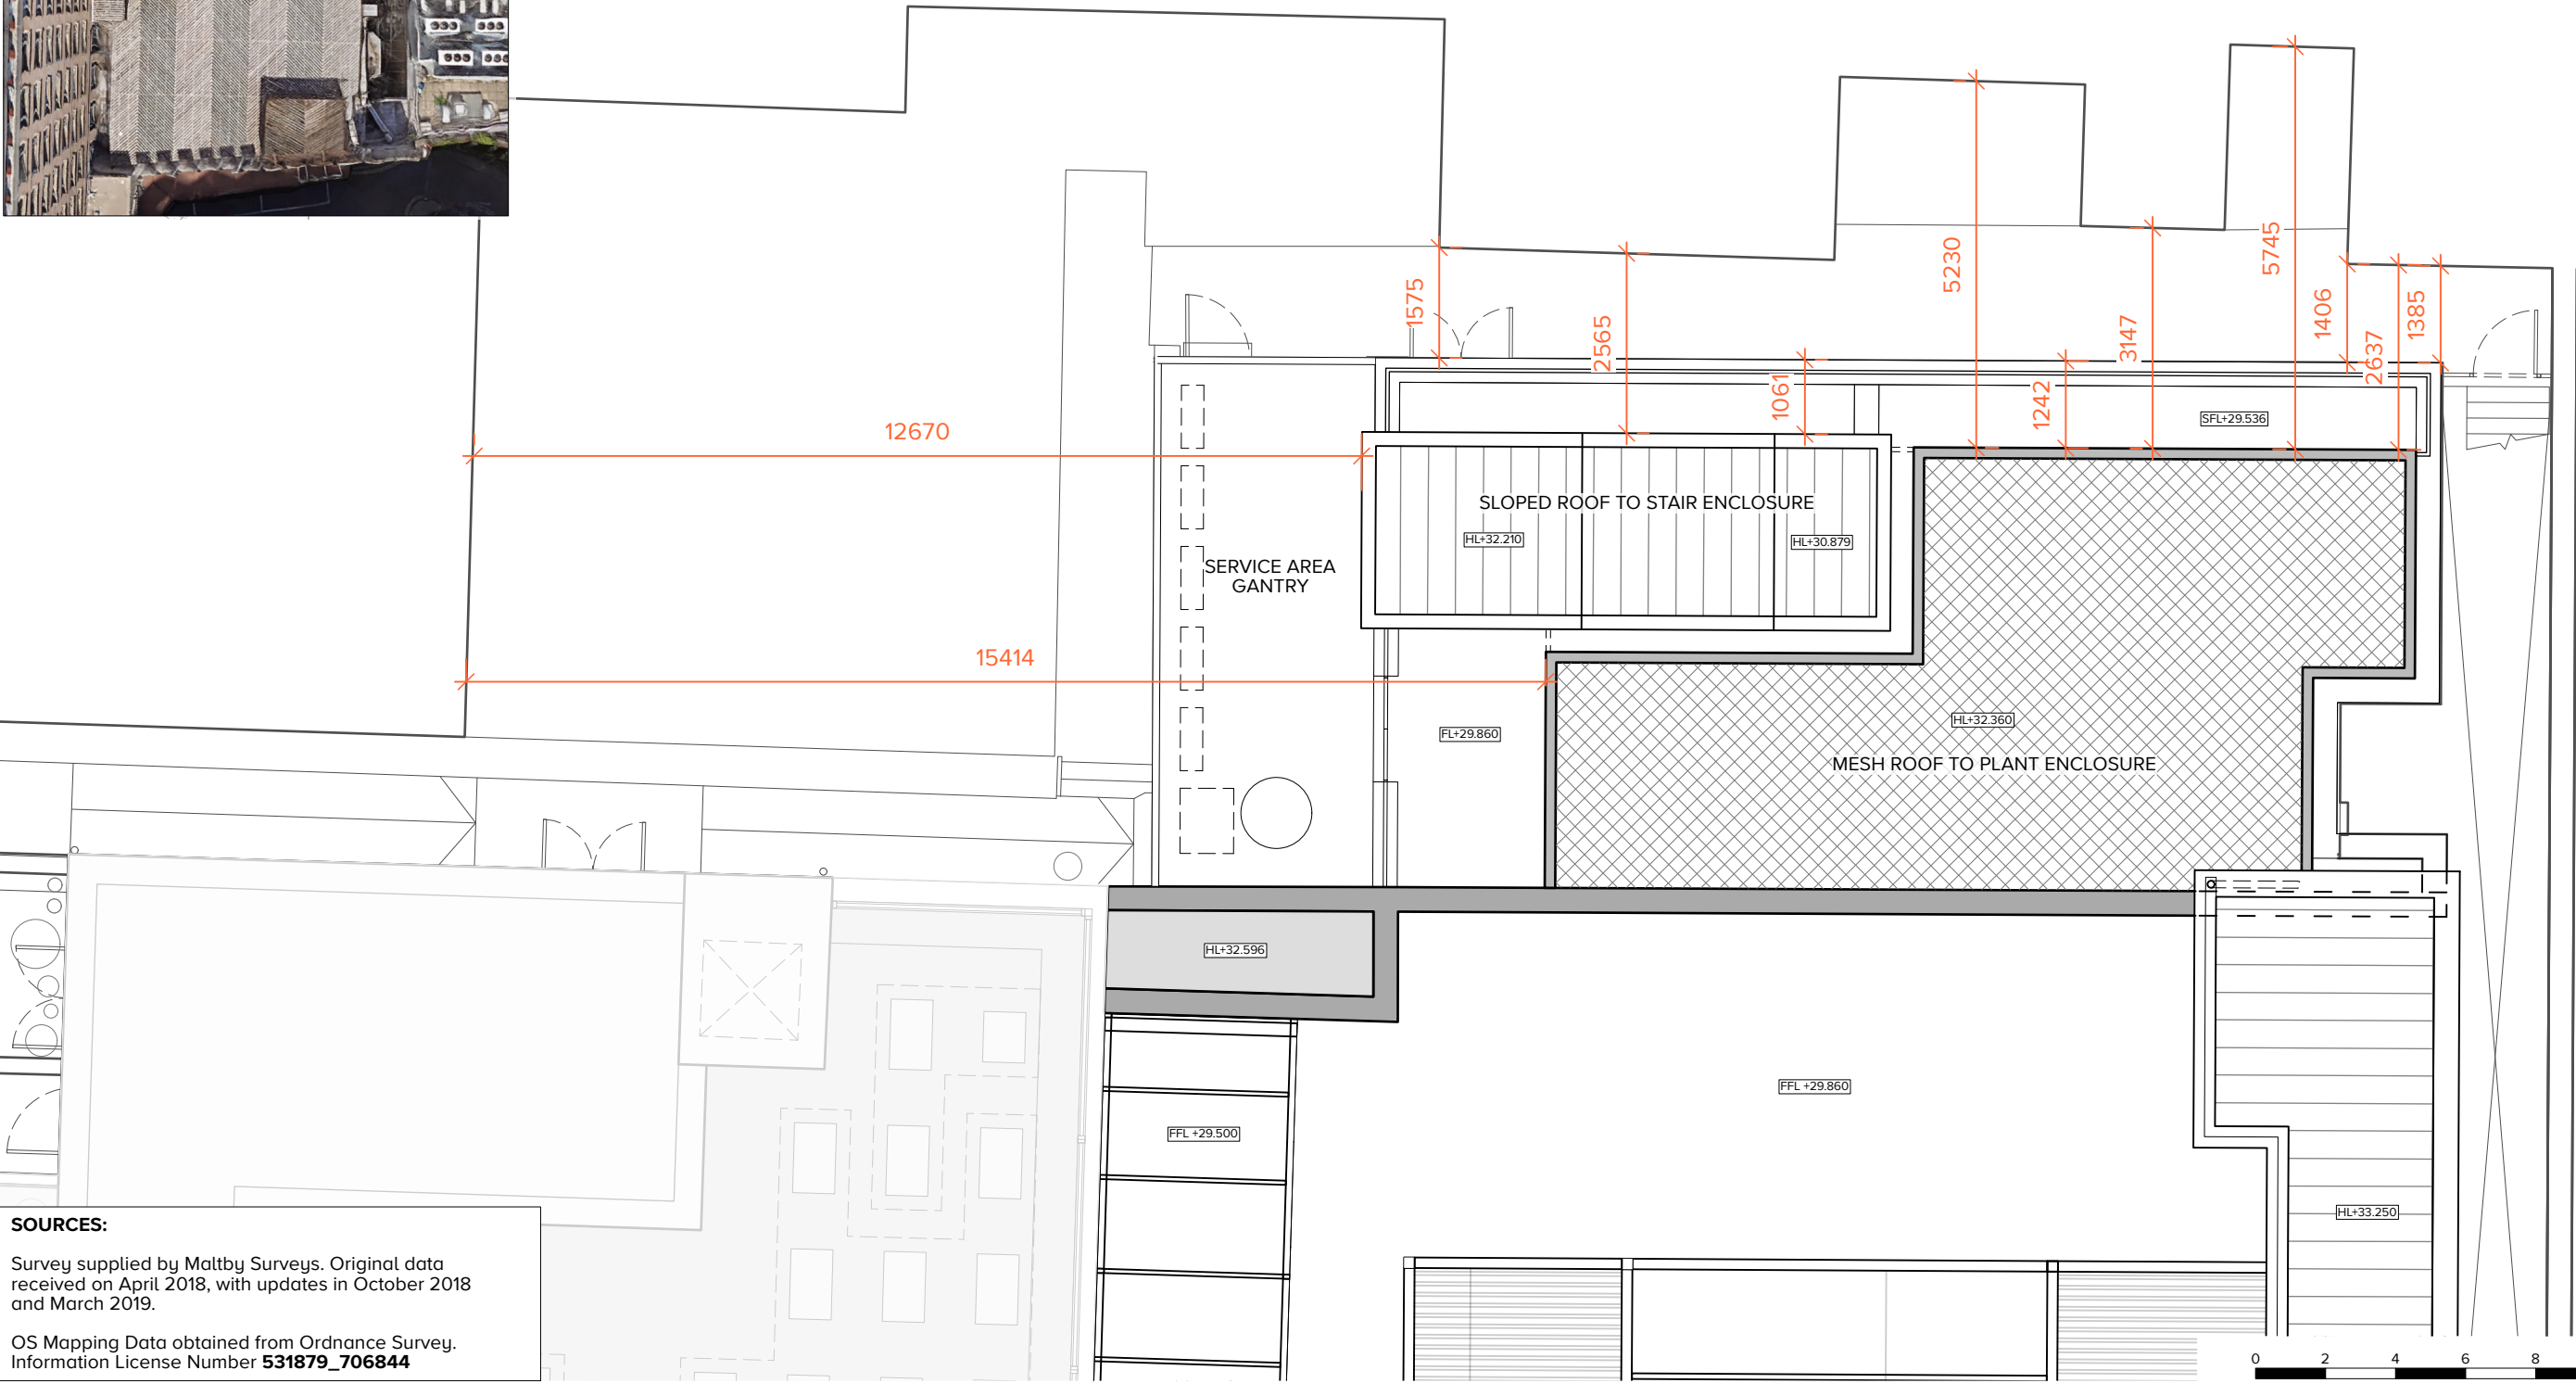 5230
5745
1575
2565
1406
1385
3147
2637
1061
1242
SFL+29.536
12670
SLOPED ROOF TO STAIR ENCLOSURE
HL+32.210
HL+30.879
SERVICE AREA
GANTRY
15414
FL+29.860
HL+32.360
MESH ROOF TO PLANT ENCLOSURE
HL+32.596
FFL +29.860
FFL +29.500
HL+33.250
SOURCES:
Survey supplied by Maltby Surveys. Original data
received on April 2018, with updates in October 2018
and March 2019.
OS Mapping Data obtained from Ordnance Survey.
Information License Number 531879_706844
0 2 4 6 8